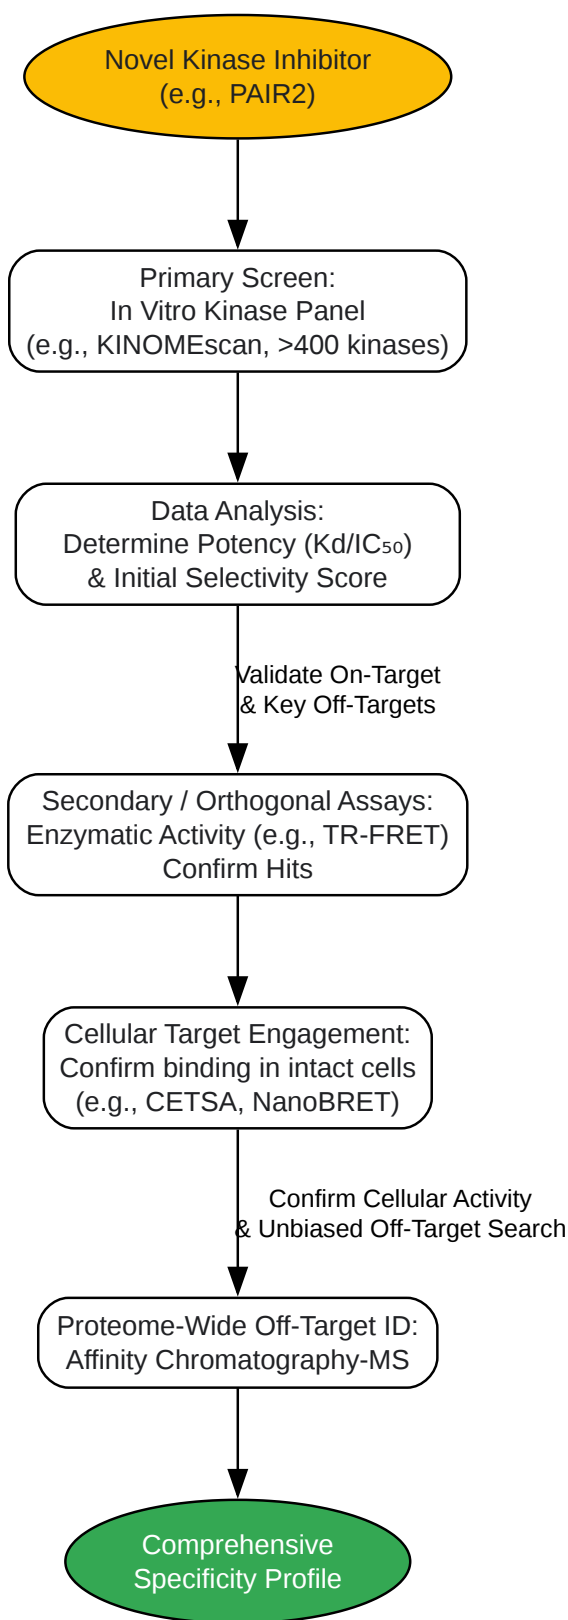 Novel Kinase Inhibitor
(e.g., PAIR2)
Primary Screen:
In Vitro Kinase Panel
(e.g., KINOMEscan, >400 kinases)
Data Analysis:
Determine Potency (Kd/IC₅₀)
& Initial Selectivity Score
Validate On-Target
& Key Off-Targets
Secondary / Orthogonal Assays:
Enzymatic Activity (e.g., TR-FRET)
Confirm Hits
Cellular Target Engagement:
Confirm binding in intact cells
(e.g., CETSA, NanoBRET)
Confirm Cellular Activity
& Unbiased Off-Target Search
Proteome-Wide Off-Target ID:
Affinity Chromatography-MS
Comprehensive
Specificity Profile